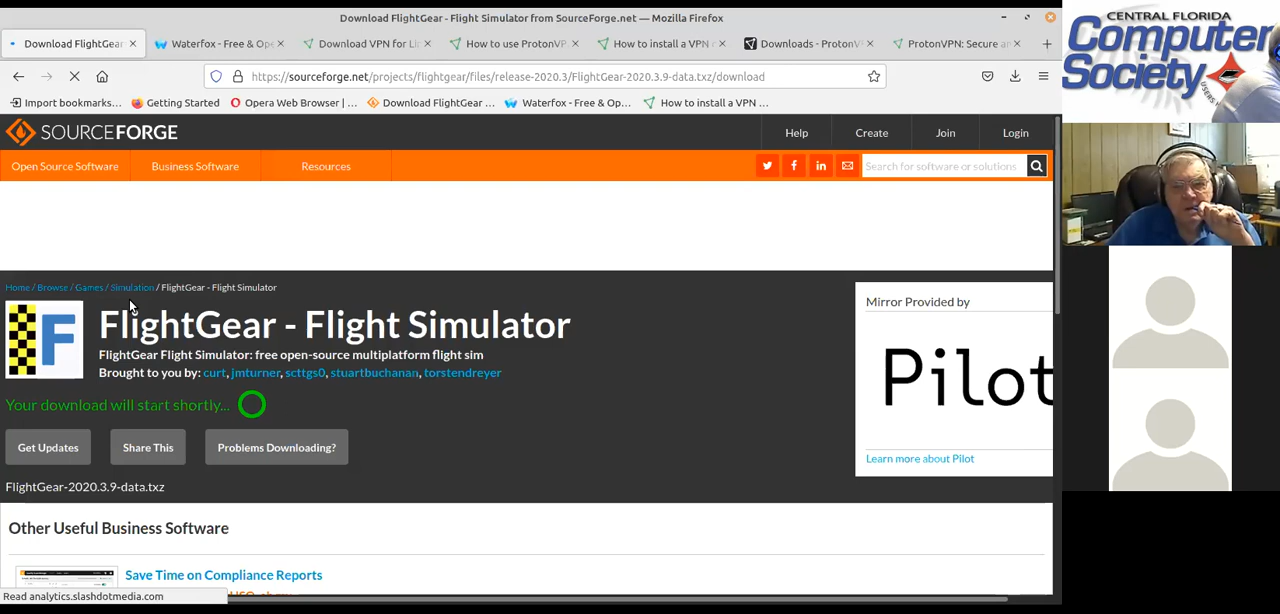 Download FlightGear - Flight Simulator from SourceForge.net — Mozilla Firefox
Download FlightGear
Waterfox - Free & Op
Download VPN for Li
How to use ProtonVP
How to install a VPN
Downloads - ProtonV
ProtonVPN: Secure an
https://sourceforge.net/projects/flightgear/files/release-2020.3/FlightGear-2020.3.9-data.txz/download
Import bookmarks...
Getting Started
Opera Web Browser | ...
Download FlightGear ...
Waterfox - Free & Op...
How to install a VPN ...
SOURCEFORGE
Help
Create
Join
Login
Open Source Software
Business Software
Resources
Search for software or solutions
Home / Browse / Games / Simulation / FlightGear - Flight Simulator
F
FlightGear - Flight Simulator
FlightGear Flight Simulator: free open-source multiplatform flight sim
Brought to you by: curt, jmturner, scttgs0, stuartbuchanan, torstendreyer
Your download will start shortly...
Get Updates
Share This
Problems Downloading?
FlightGear-2020.3.9-data.txz
Mirror Provided by
Pilot
Learn more about Pilot
Other Useful Business Software
Save Time on Compliance Reports
Read analytics.slashdotmedia.com
CENTRAL FLORIDA
Computer
Society